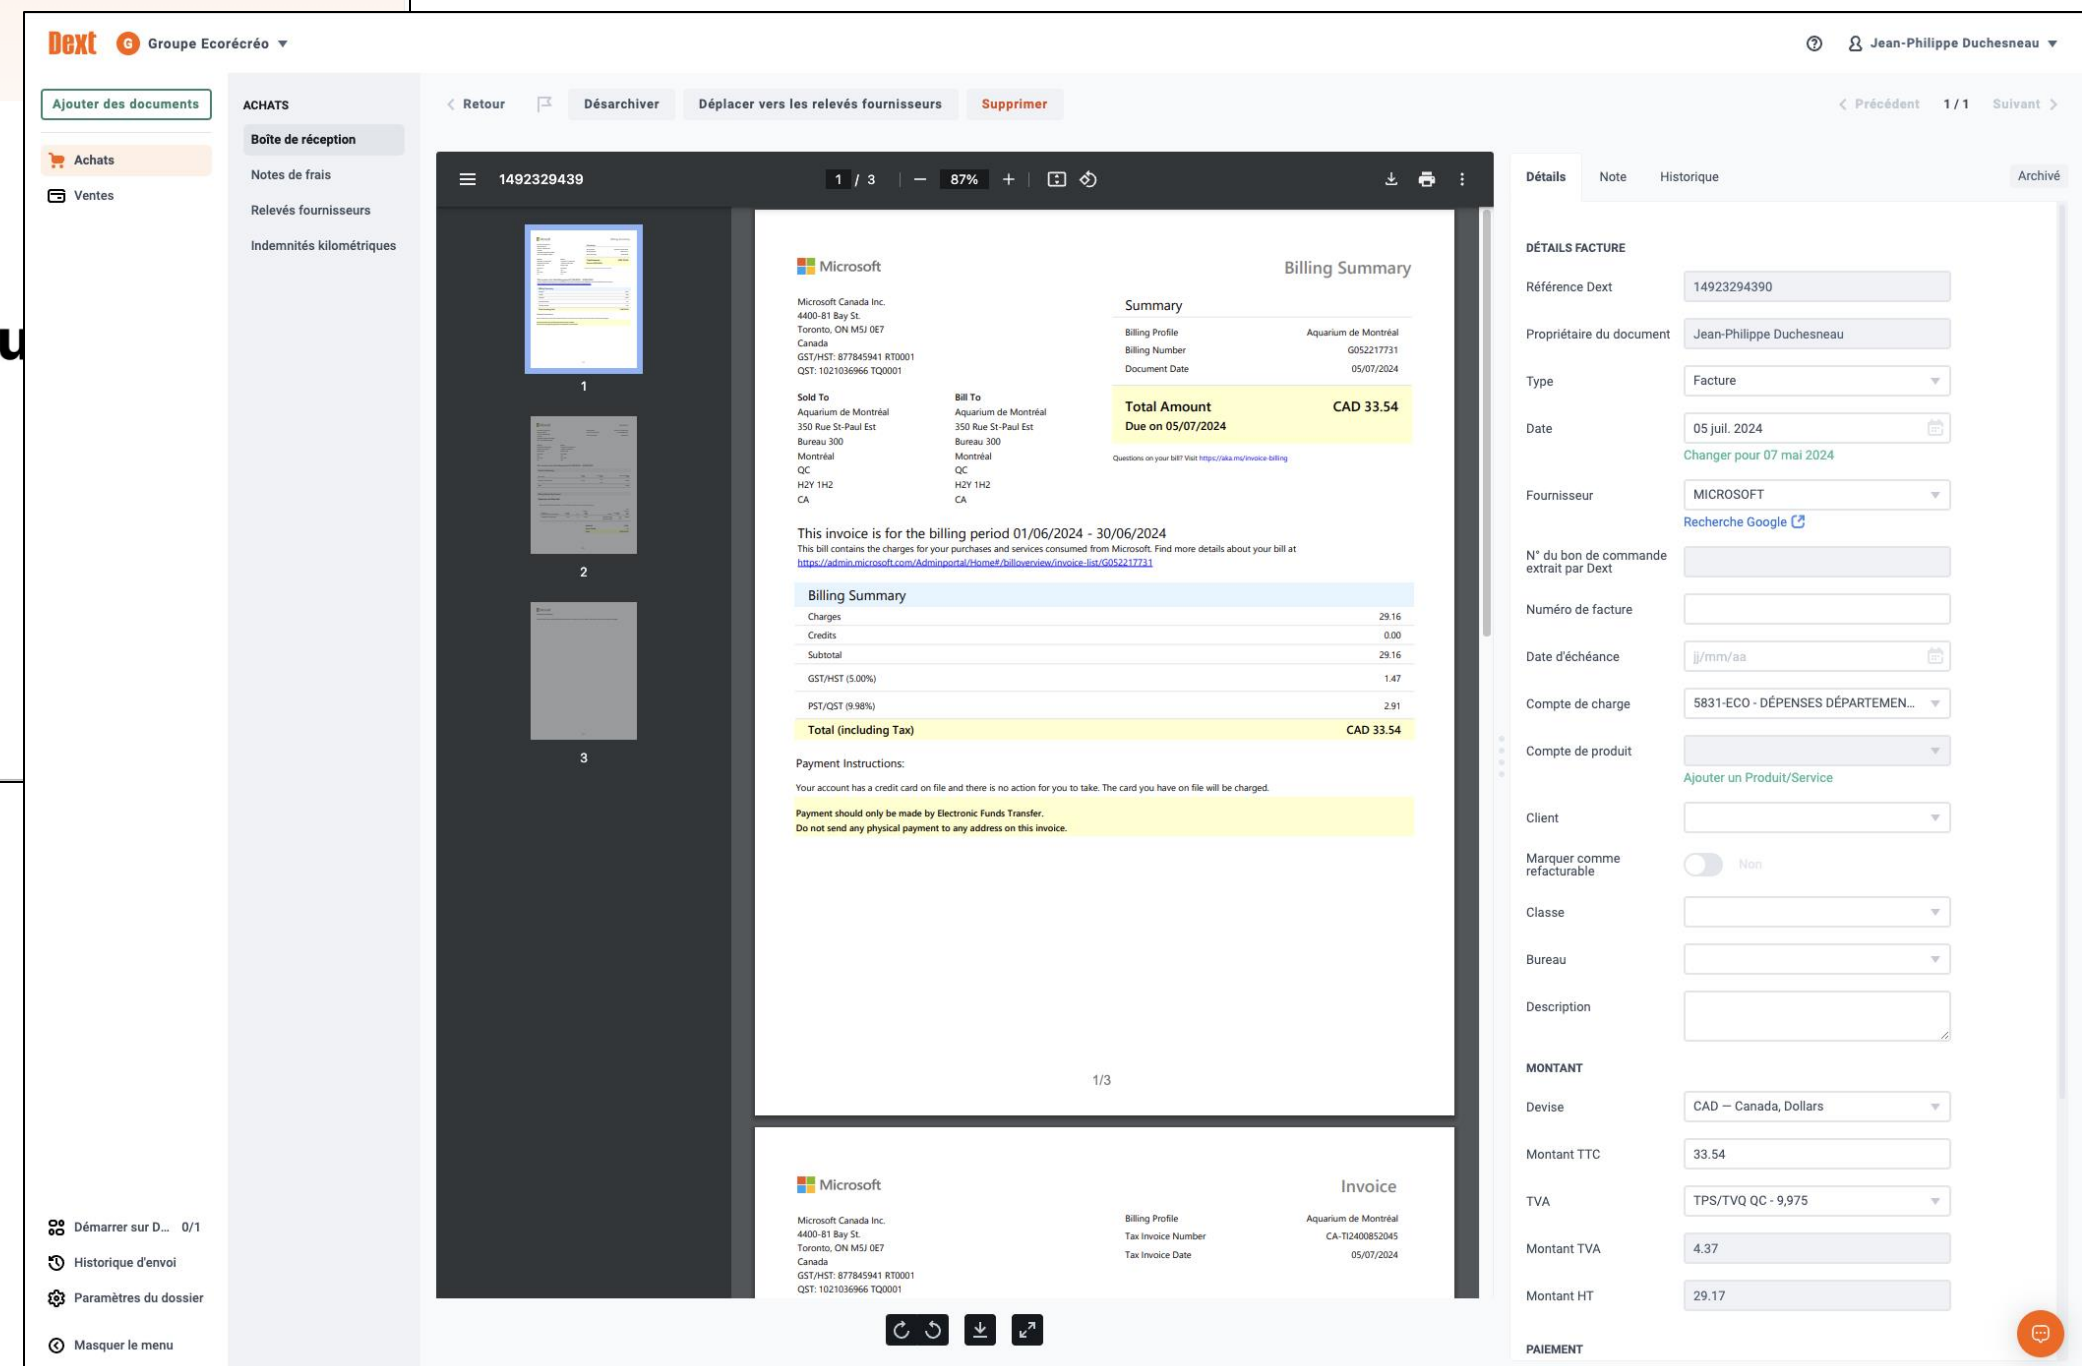 u
Dext
G Groupe Ecorécréo
Jean-Philippe Duchesneau
Ajouter des documents
Achats
Ventes
Démarrer sur D... 0/1
Historique d'envoi
Paramètres du dossier
Masquer le menu
ACHATS
Boîte de réception
Notes de frais
Relevés fournisseurs
Indemnités kilométriques
Retour
Désarchiver
Déplacer vers les relevés fournisseurs
Supprimer
Précédent 1 / 1 Suivant
1492329439
1 / 3 | − 87% + |
1
2
3
Microsoft
Billing Summary
Microsoft Canada Inc.
4400-81 Bay St.
Toronto, ON M5J 0E7
Canada
GST/HST: 877845941 RT0001
QST: 1021036966 TQ0001
Summary
Billing Profile Aquarium de Montréal
Billing Number G052217731
Document Date 05/07/2024
Total Amount CAD 33.54
Due on 05/07/2024
Questions on your bill? Visit https://aka.ms/invoice-billing
Sold To
Aquarium de Montréal
350 Rue St-Paul Est
Bureau 300
Montréal
QC
H2Y 1H2
CA
Bill To
Aquarium de Montréal
350 Rue St-Paul Est
Bureau 300
Montréal
QC
H2Y 1H2
CA
This invoice is for the billing period 01/06/2024 - 30/06/2024
This bill contains the charges for your purchases and services consumed from Microsoft. Find more details about your bill at
https://admin.microsoft.com/Adminportal/Home#/billoverview/invoice-list/G052217731
Billing Summary
Charges 29.16
Credits 0.00
Subtotal 29.16
GST/HST (5.00%) 1.47
PST/QST (9.98%) 2.91
Total (including Tax) CAD 33.54
Payment Instructions:
Your account has a credit card on file and there is no action for you to take. The card you have on file will be charged.
Payment should only be made by Electronic Funds Transfer.
Do not send any physical payment to any address on this invoice.
1/3
Microsoft
Invoice
Microsoft Canada Inc.
4400-81 Bay St.
Toronto, ON M5J 0E7
Canada
GST/HST: 877845941 RT0001
QST: 1021036966 TQ0001
Billing Profile Aquarium de Montréal
Tax Invoice Number CA-TI2400852045
Tax Invoice Date 05/07/2024
Détails
Note
Historique
Archivé
DÉTAILS FACTURE
Référence Dext 14923294390
Propriétaire du document Jean-Philippe Duchesneau
Type Facture
Date 05 juil. 2024
Changer pour 07 mai 2024
Fournisseur MICROSOFT
Recherche Google
N° du bon de commande
extrait par Dext
Numéro de facture
Date d'échéance jj/mm/aa
Compte de charge 5831-ECO - DÉPENSES DÉPARTEMEN...
Compte de produit
Ajouter un Produit/Service
Client
Marquer comme
refacturable
Non
Classe
Bureau
Description
MONTANT
Devise CAD — Canada, Dollars
Montant TTC 33.54
TVA TPS/TVQ QC - 9,975
Montant TVA 4.37
Montant HT 29.17
PAIEMENT